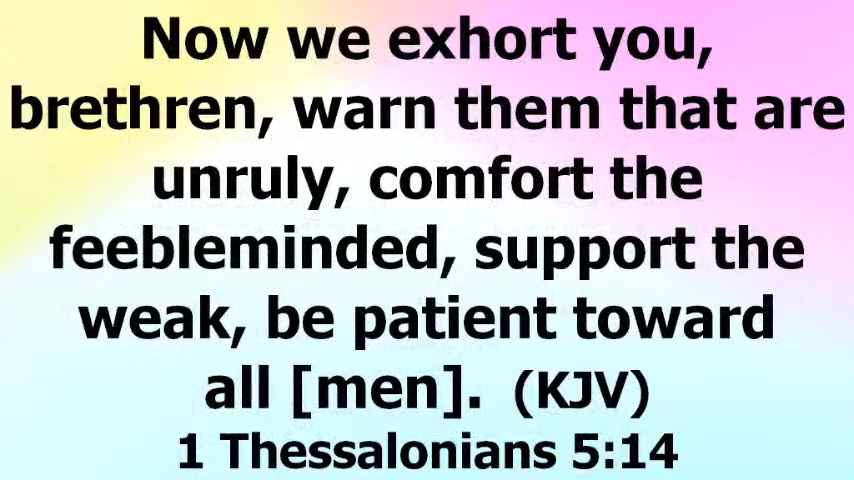 Now we exhort you,
brethren, warn them that are
unruly, comfort the
feebleminded, support the
weak, be patient toward
all [men]. (KJV)
1 Thessalonians 5:14